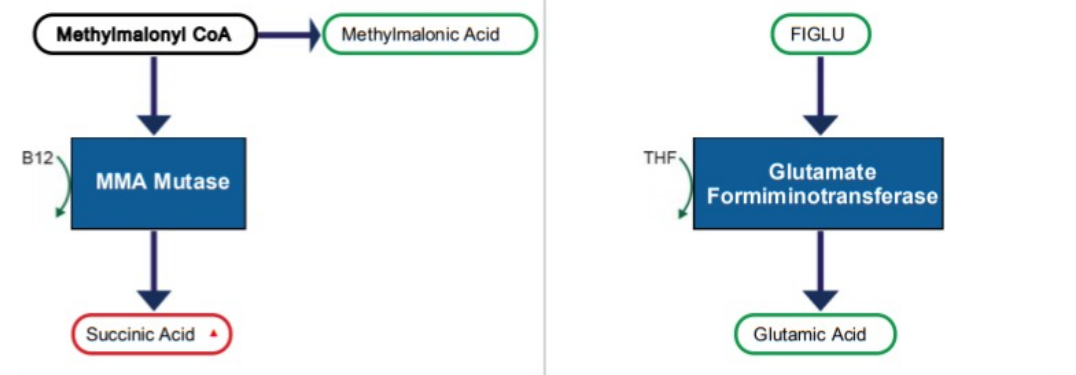 Methylmalonyl CoA
Methylmalonic Acid
B12
MMA Mutase
Succinic Acid
FIGLU
THF
Glutamate
Formiminotransferase
Glutamic Acid